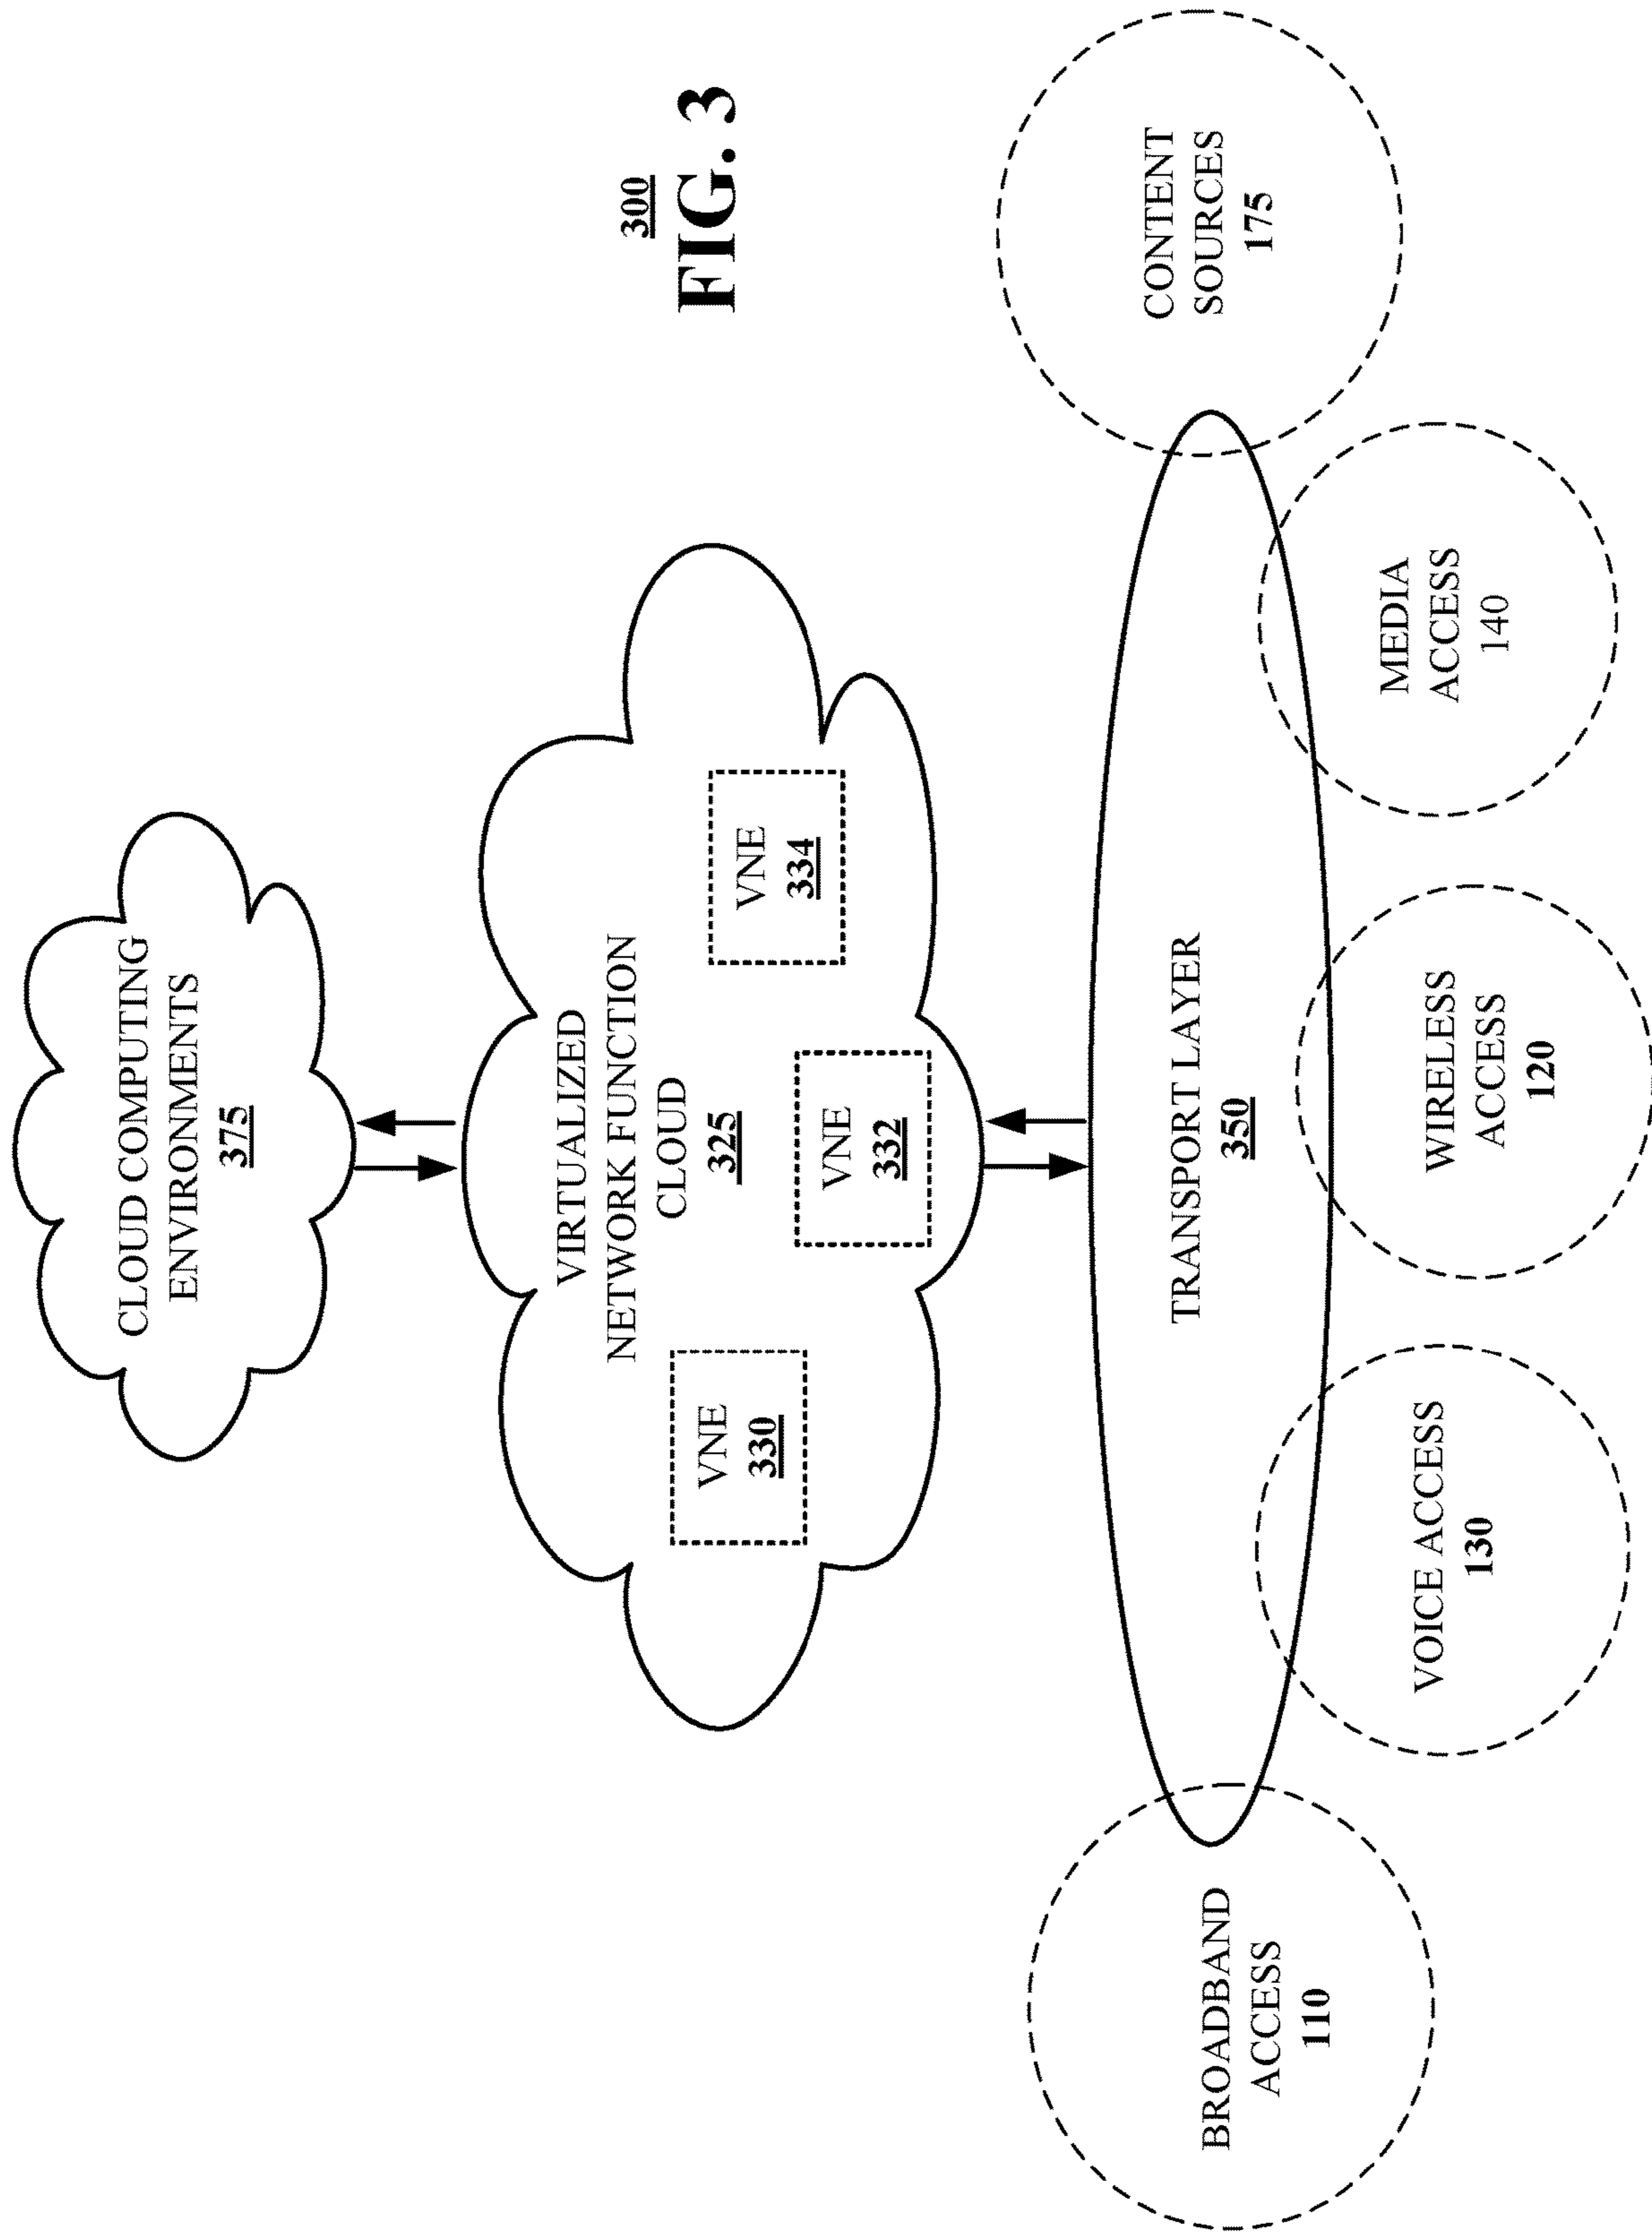 CLOUD COMPUTING
ENVIRONMENTS
375
VIRTUALIZED
NETWORK FUNCTION
CLOUD
325
VNE
330
VNE
332
VNE
334
300
FIG. 3
TRANSPORT LAYER
350
BROADBAND
ACCESS
110
VOICE ACCESS
130
WIRELESS
ACCESS
120
MEDIA
ACCESS
140
CONTENT
SOURCES
175